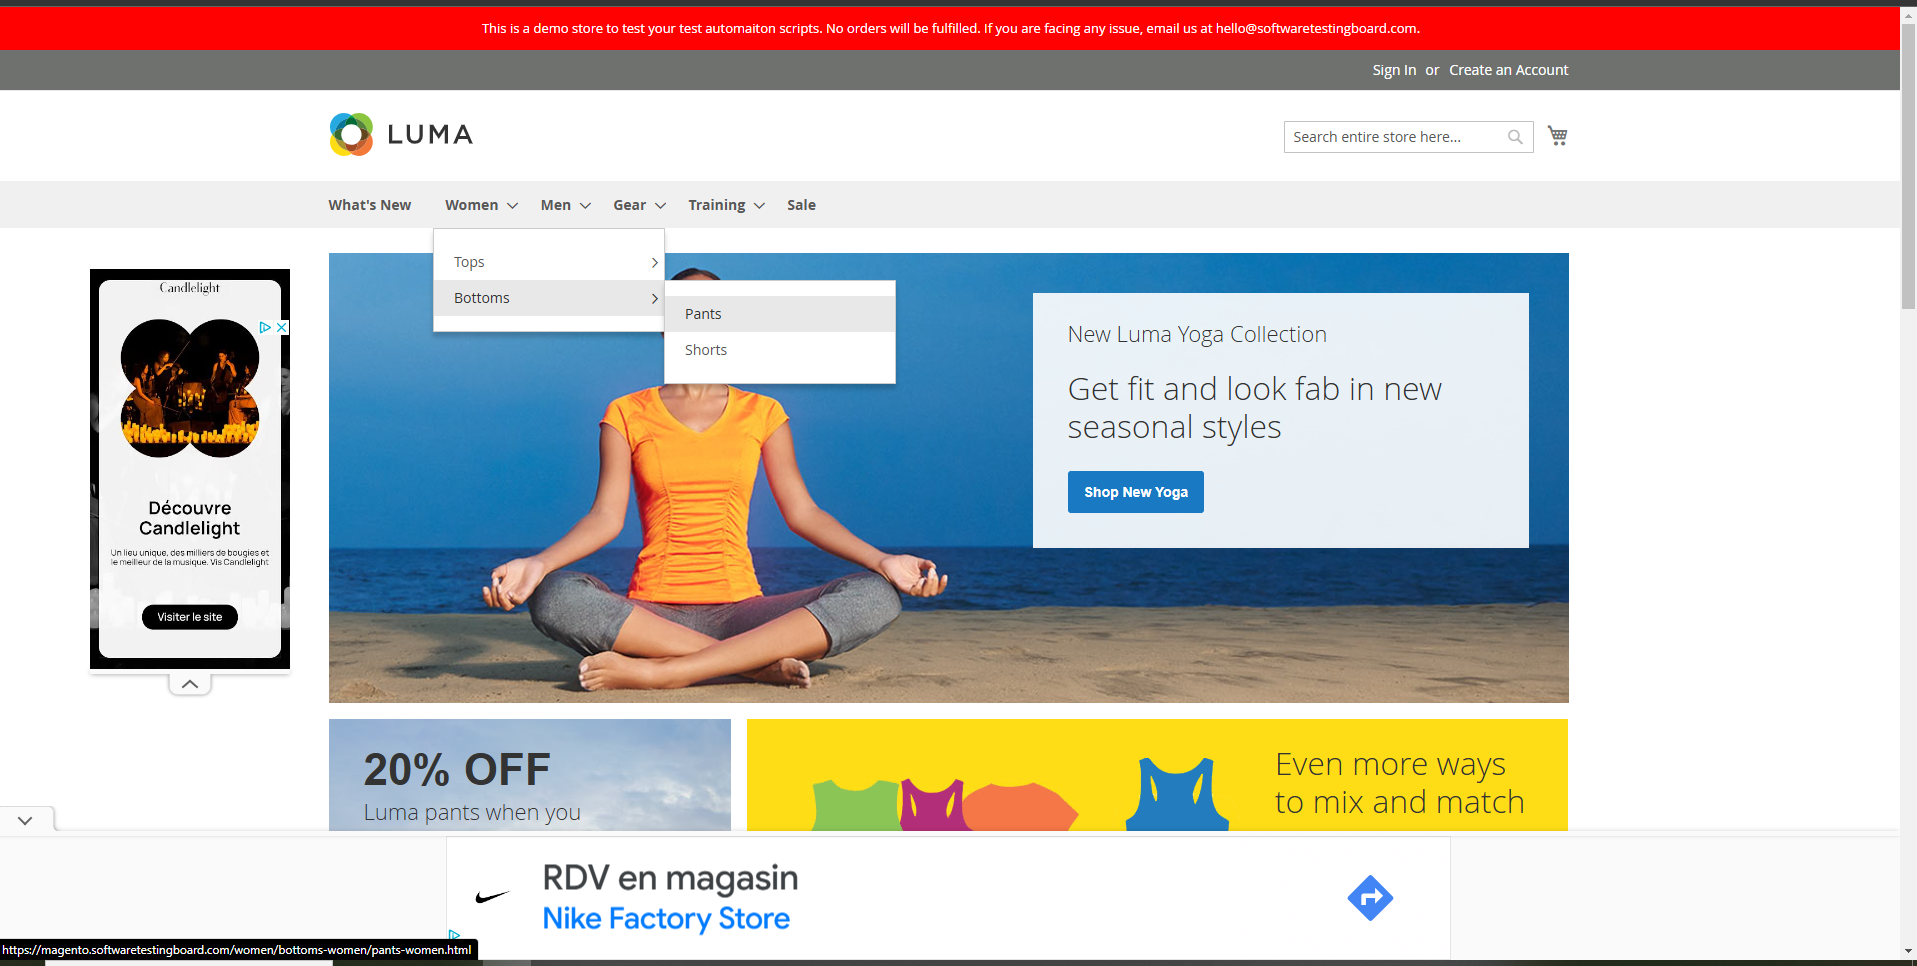 This is a demo store to test your test automaiton scripts. No orders will be fulfilled. If you are facing any issue, email us at hello@softwaretestingboard.com.
Sign In or Create an Account
LUMA
Search entire store here...
What's New Women Men Gear Training Sale
Tops
Bottoms
Pants
Shorts
Candlelight
Découvre
Candlelight
Un lieu unique, des milliers de bougies et
le meilleur de la musique. Vis Candlelight
Visiter le site
New Luma Yoga Collection
Get fit and look fab in new
seasonal styles
Shop New Yoga
20% OFF
Luma pants when you
Even more ways
to mix and match
RDV en magasin
Nike Factory Store
https://magento.softwaretestingboard.com/women/bottoms-women/pants-women.html